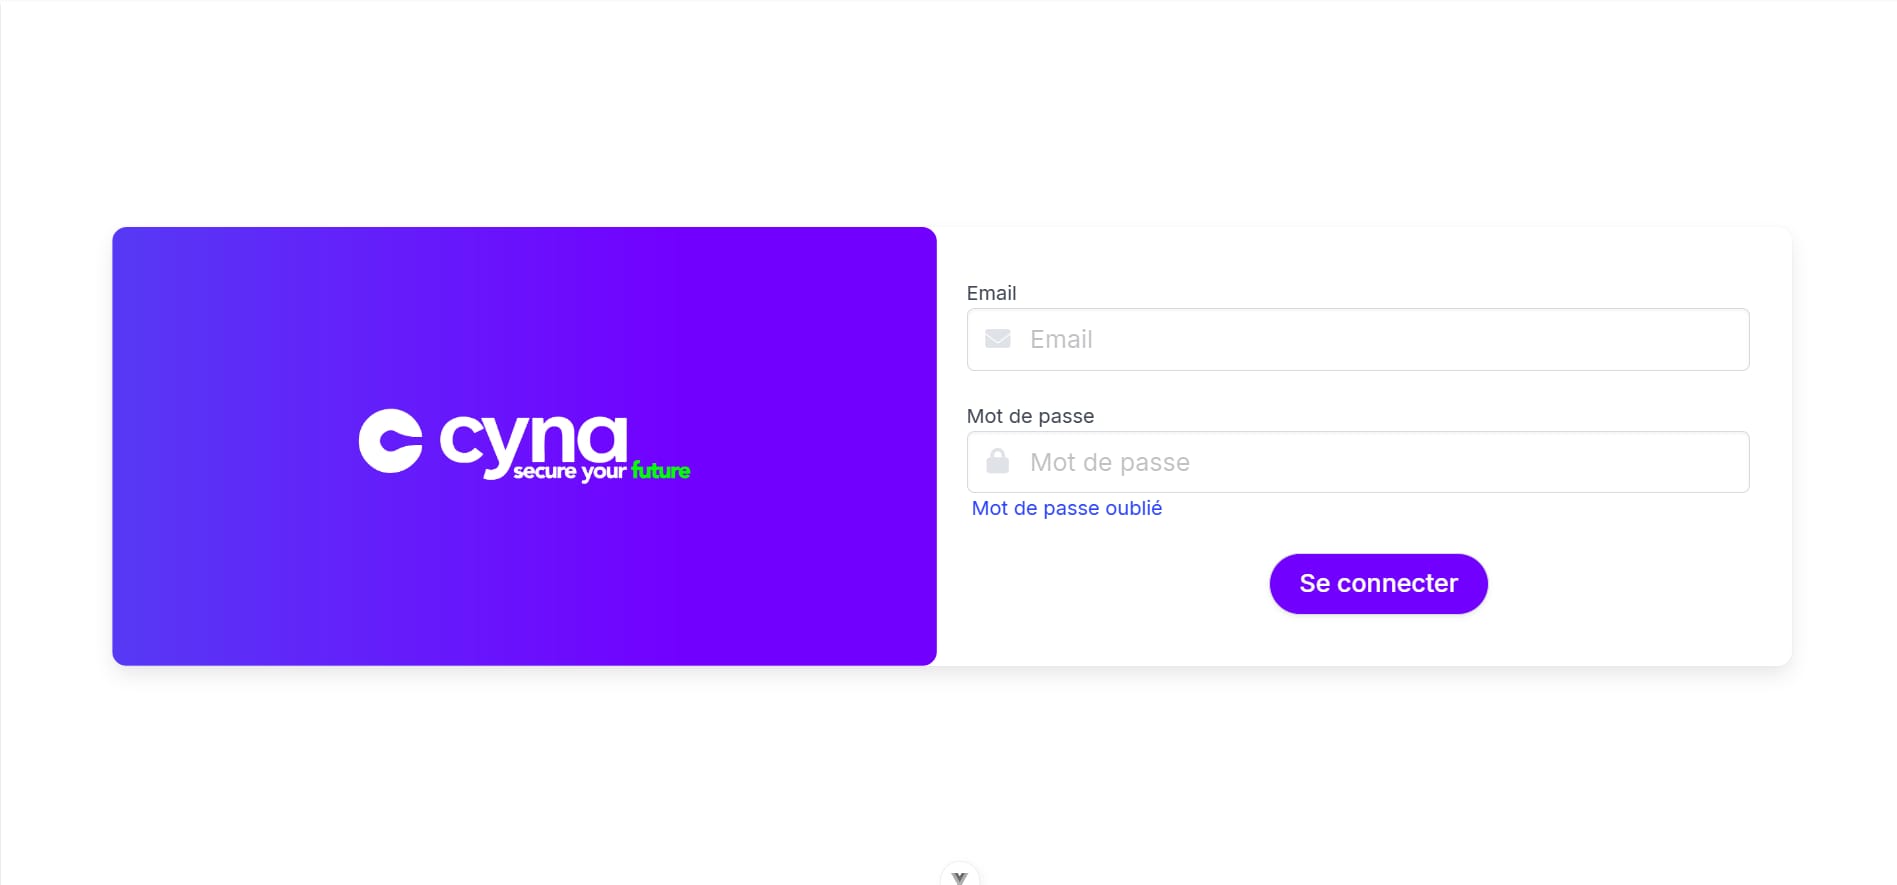 cyna
secure your future
Email
Email
Mot de passe
Mot de passe
Mot de passe oublié
Se connecter